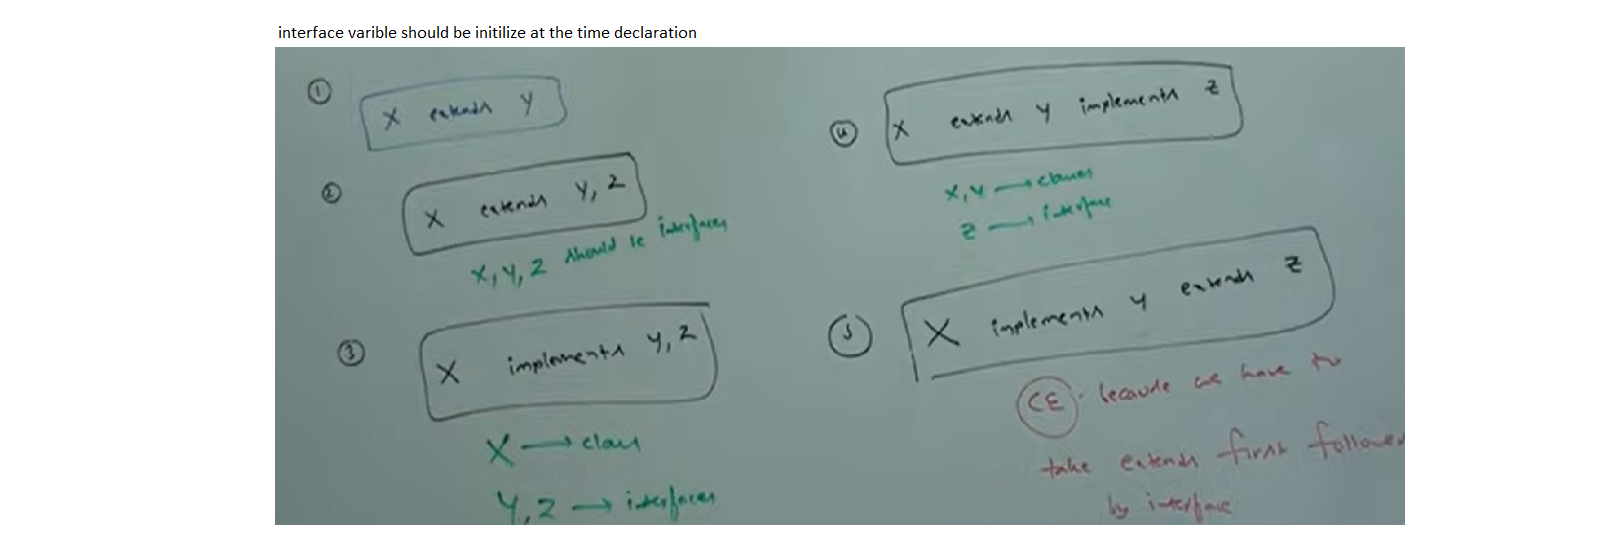 interface varible should be initilize at the time declaration
① X extends Y
② X extends Y, Z
X, Y, Z should be interfaces
③ X implements Y, Z
X → class
Y, Z → interfaces
④ X extends Y implements Z
X, Y → classes
Z → interface
⑤ X implements Y extends Z
CE: because we have to
take extends first followed
by interface